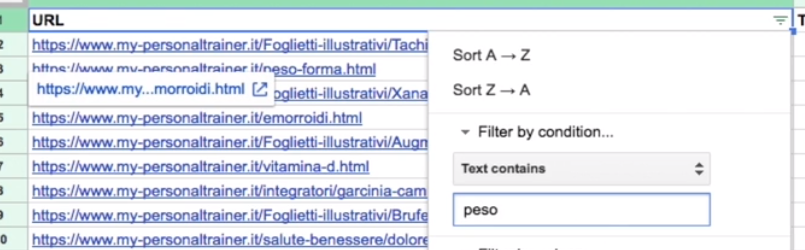 1 URL T
2 https://www.my-personaltrainer.it/Foglietti-illustrativi/Tachi
3 https://www.my-personaltrainer.it/peso-forma.html
4 https://www.my...morroidi.html oglietti-illustrativi/Xana
5 https://www.my-personaltrainer.it/emorroidi.html
6 https://www.my-personaltrainer.it/Foglietti-illustrativi/Augm
7 https://www.my-personaltrainer.it/vitamina-d.html
8 https://www.my-personaltrainer.it/integratori/garcinia-cam
9 https://www.my-personaltrainer.it/Foglietti-illustrativi/Brufe
0 https://www.my-personaltrainer.it/salute-benessere/dolore
Sort A → Z
Sort Z → A
Filter by condition...
Text contains
peso